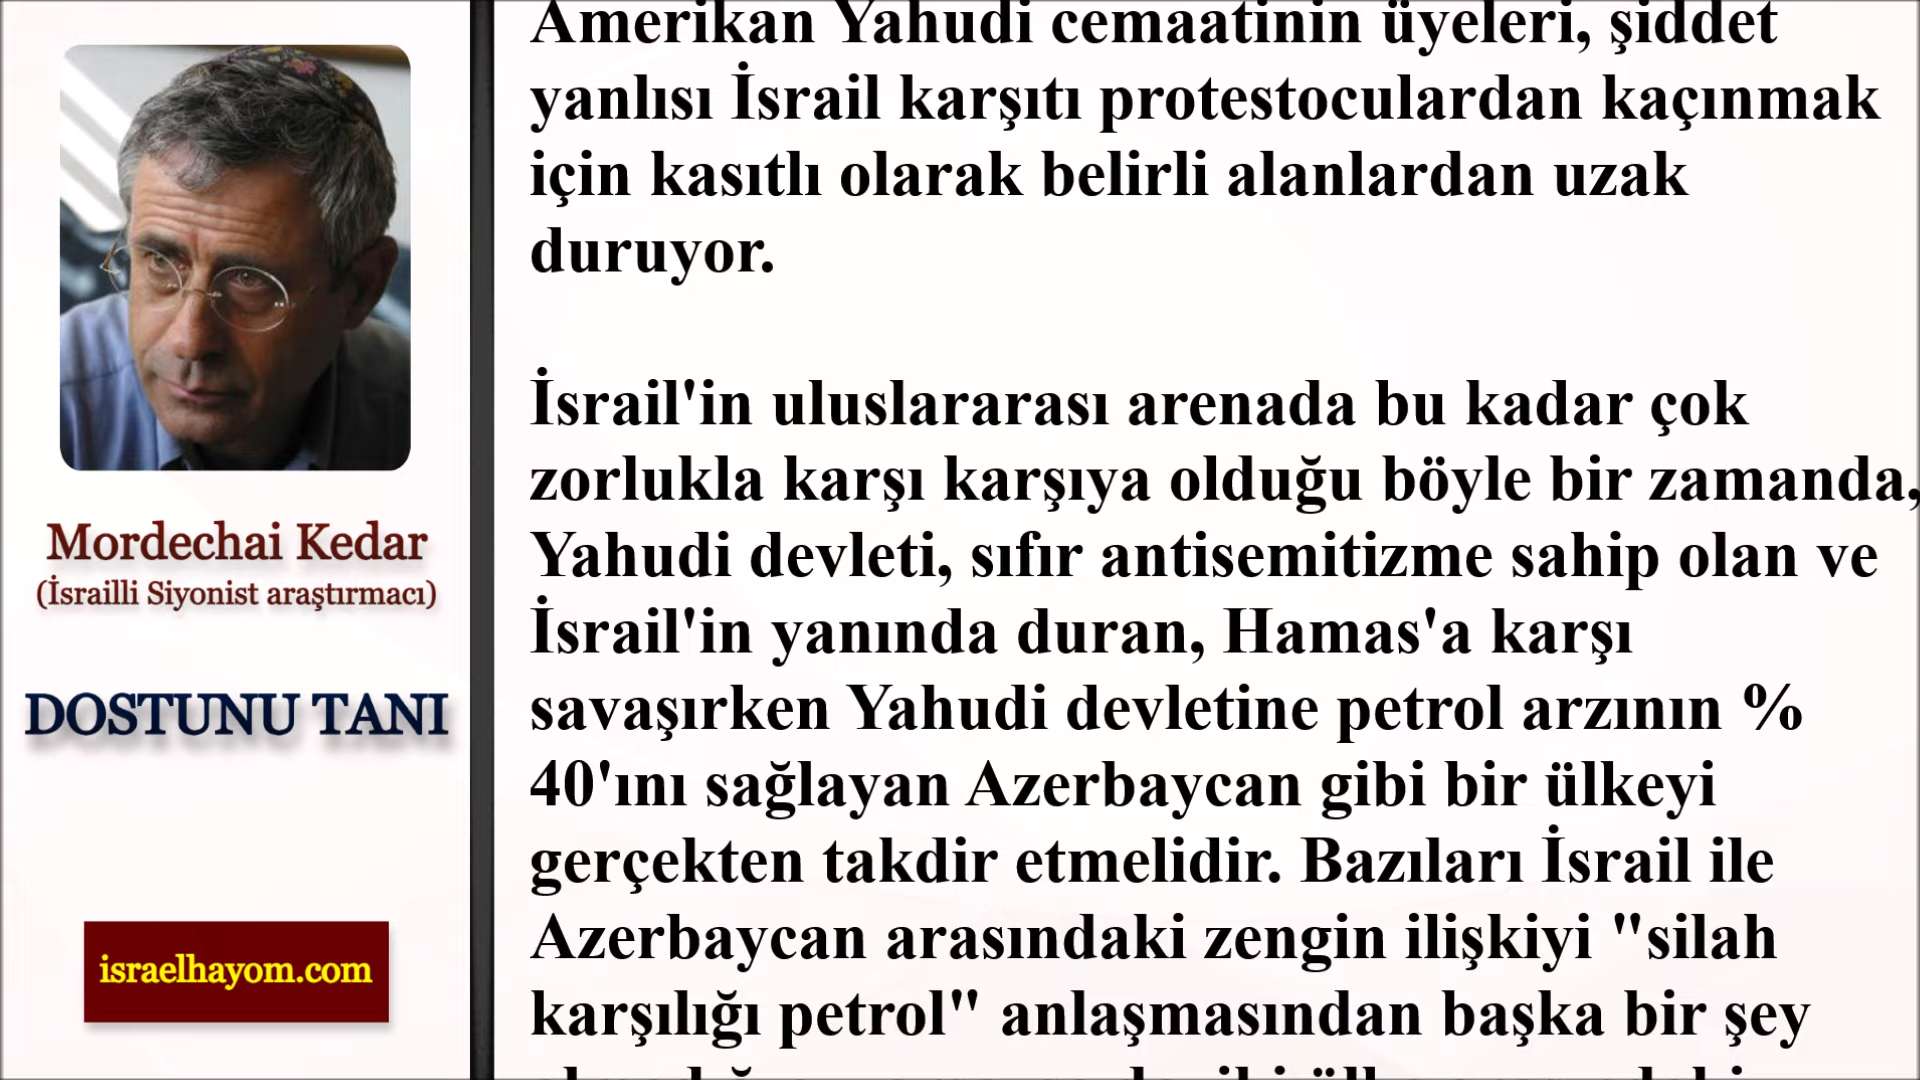 Mordechai Kedar
(İsrailli Siyonist araştırmacı)
DOSTUNU TANI
israelhayom.com
Amerikan Yahudi cemaatinin üyeleri, şiddet
yanlısı İsrail karşıtı protestoculardan kaçınmak
için kasıtlı olarak belirli alanlardan uzak
duruyor.
İsrail'in uluslararası arenada bu kadar çok
zorlukla karşı karşıya olduğu böyle bir zamanda,
Yahudi devleti, sıfır antisemitizme sahip olan ve
İsrail'in yanında duran, Hamas'a karşı
savaşırken Yahudi devletine petrol arzının %
40'ını sağlayan Azerbaycan gibi bir ülkeyi
gerçekten takdir etmelidir. Bazıları İsrail ile
Azerbaycan arasındaki zengin ilişkiyi "silah
karşılığı petrol" anlaşmasından başka bir şey